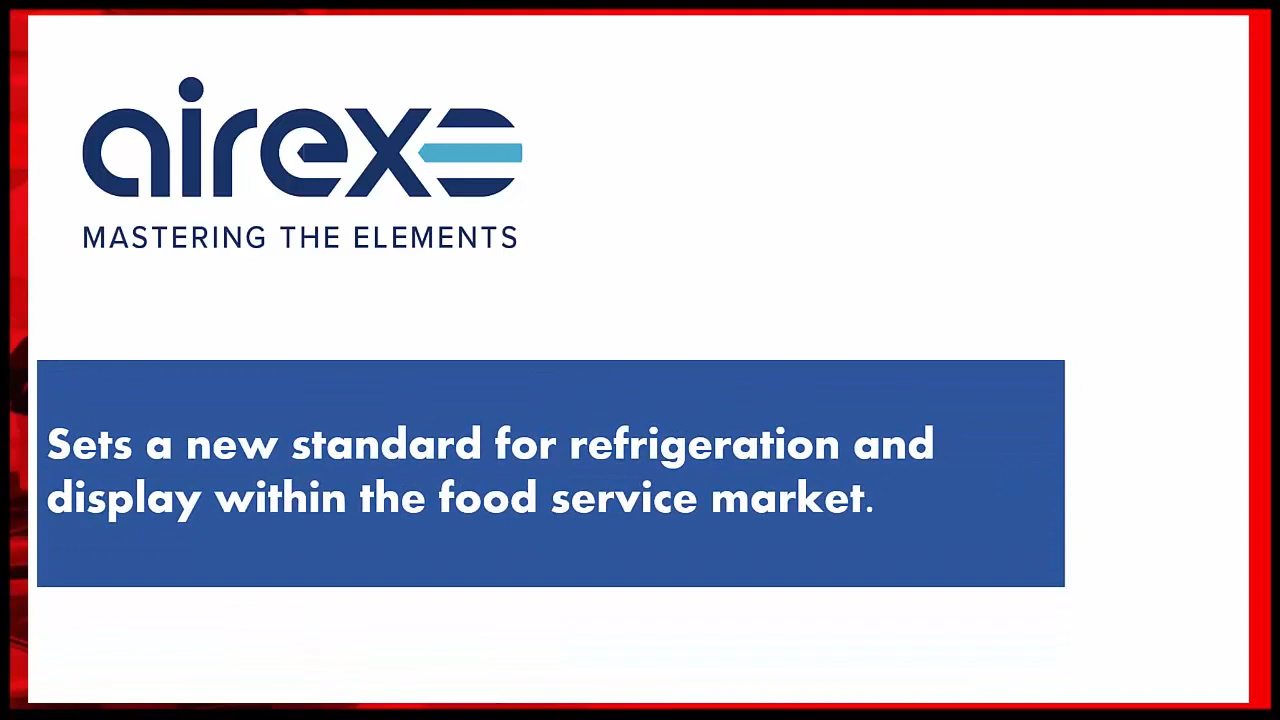 airex
MASTERING THE ELEMENTS
Sets a new standard for refrigeration and
display within the food service market.